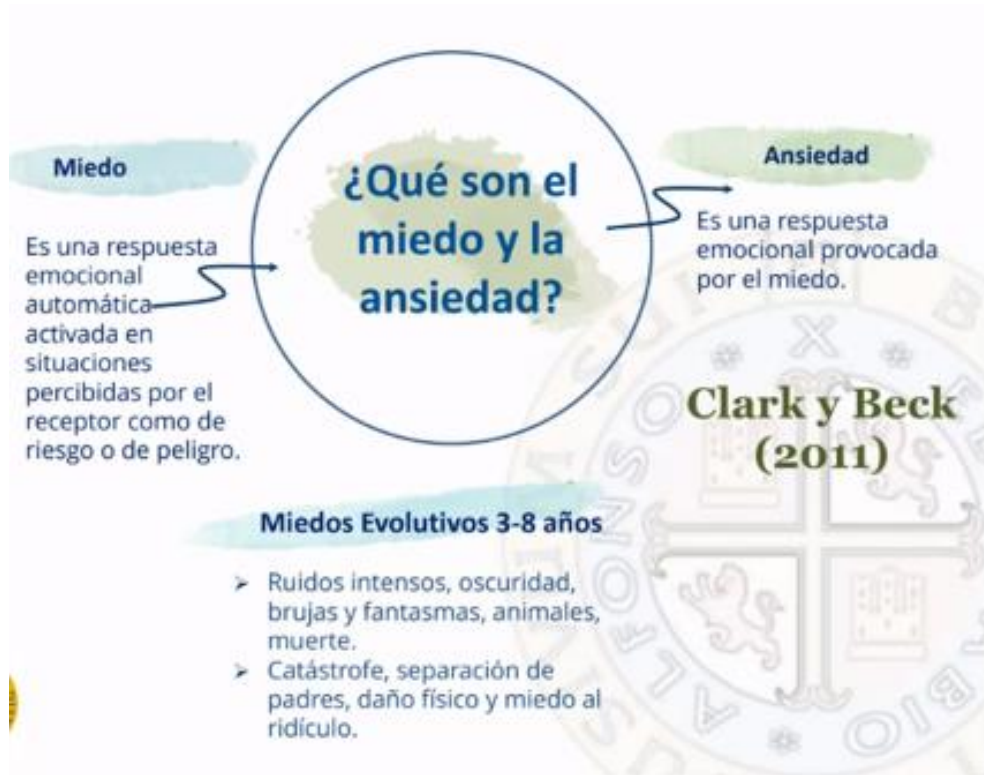 ¿Qué son el
miedo y la
ansiedad?
Miedo
Es una respuesta
emocional
automática
activada en
situaciones
percibidas por el
receptor como de
riesgo o de peligro.
Ansiedad
Es una respuesta
emocional provocada
por el miedo.
Clark y Beck
(2011)
Miedos Evolutivos 3-8 años
➢ Ruidos intensos, oscuridad,
brujas y fantasmas, animales,
muerte.
➢ Catástrofe, separación de
padres, daño físico y miedo al
ridículo.